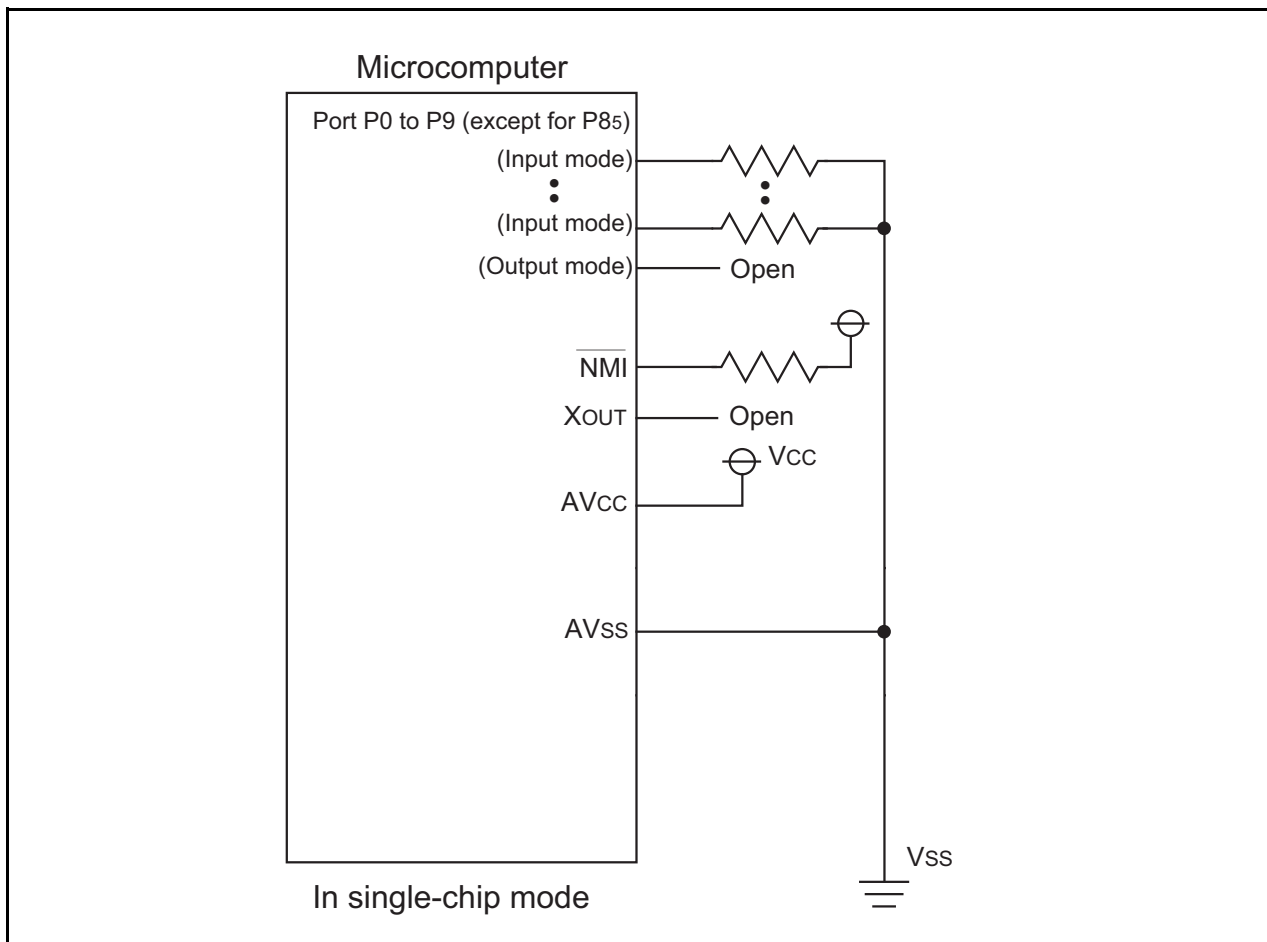 Microcomputer
Port P0 to P9 (except for P85)
(Input mode)
(Input mode)
(Output mode)
Open
NMI
XOUT
Open
VCC
AVCC
AVSS
VSS
In single-chip mode